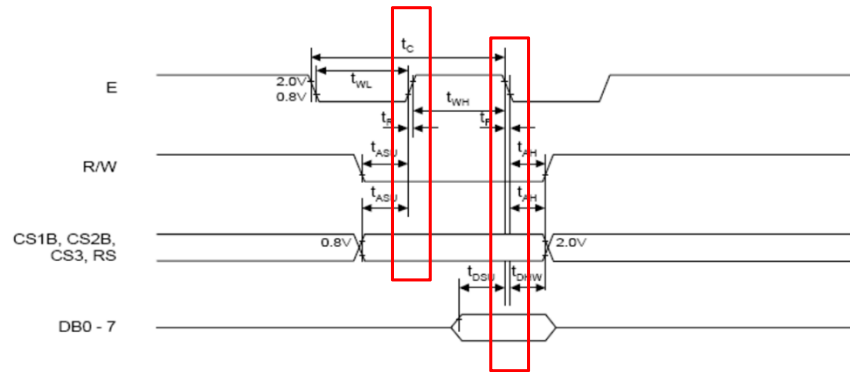 tC
E
2.0V
0.8V
tWL
tWH
tR
tF
R/W
tASU
tAH
tASU
tAH
CS1B, CS2B,
CS3, RS
0.8V
2.0V
tDSU
tDHW
DB0 - 7